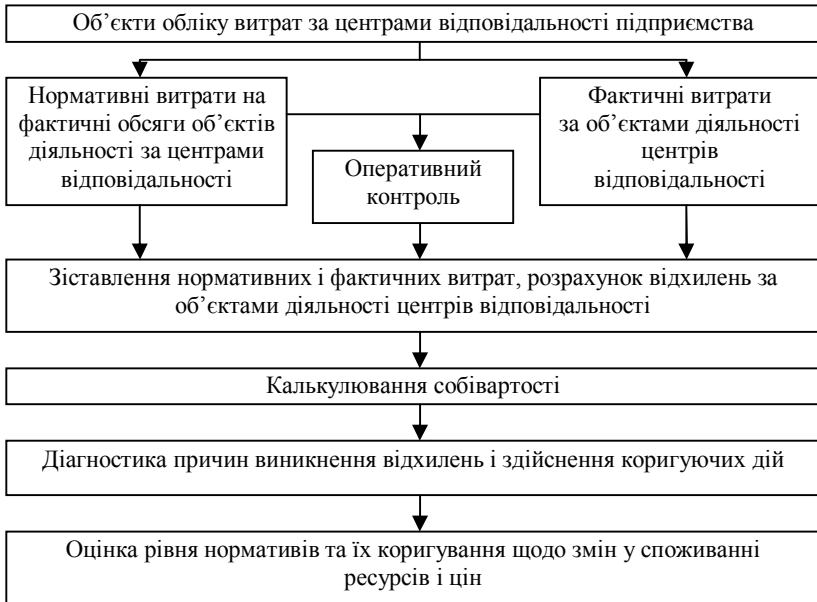 Об’єкти обліку витрат за центрами відповідальності підприємства
Нормативні витрати на
фактичні обсяги об’єктів
діяльності за центрами
відповідальності
Оперативний
контроль
Фактичні витрати
за об’єктами діяльності
центрів
відповідальності
Зіставлення нормативних і фактичних витрат, розрахунок відхилень за
об’єктами діяльності центрів відповідальності
Калькулювання собівартості
Діагностика причин виникнення відхилень і здійснення коригуючих дій
Оцінка рівня нормативів та їх коригування щодо змін у споживанні
ресурсів і цін